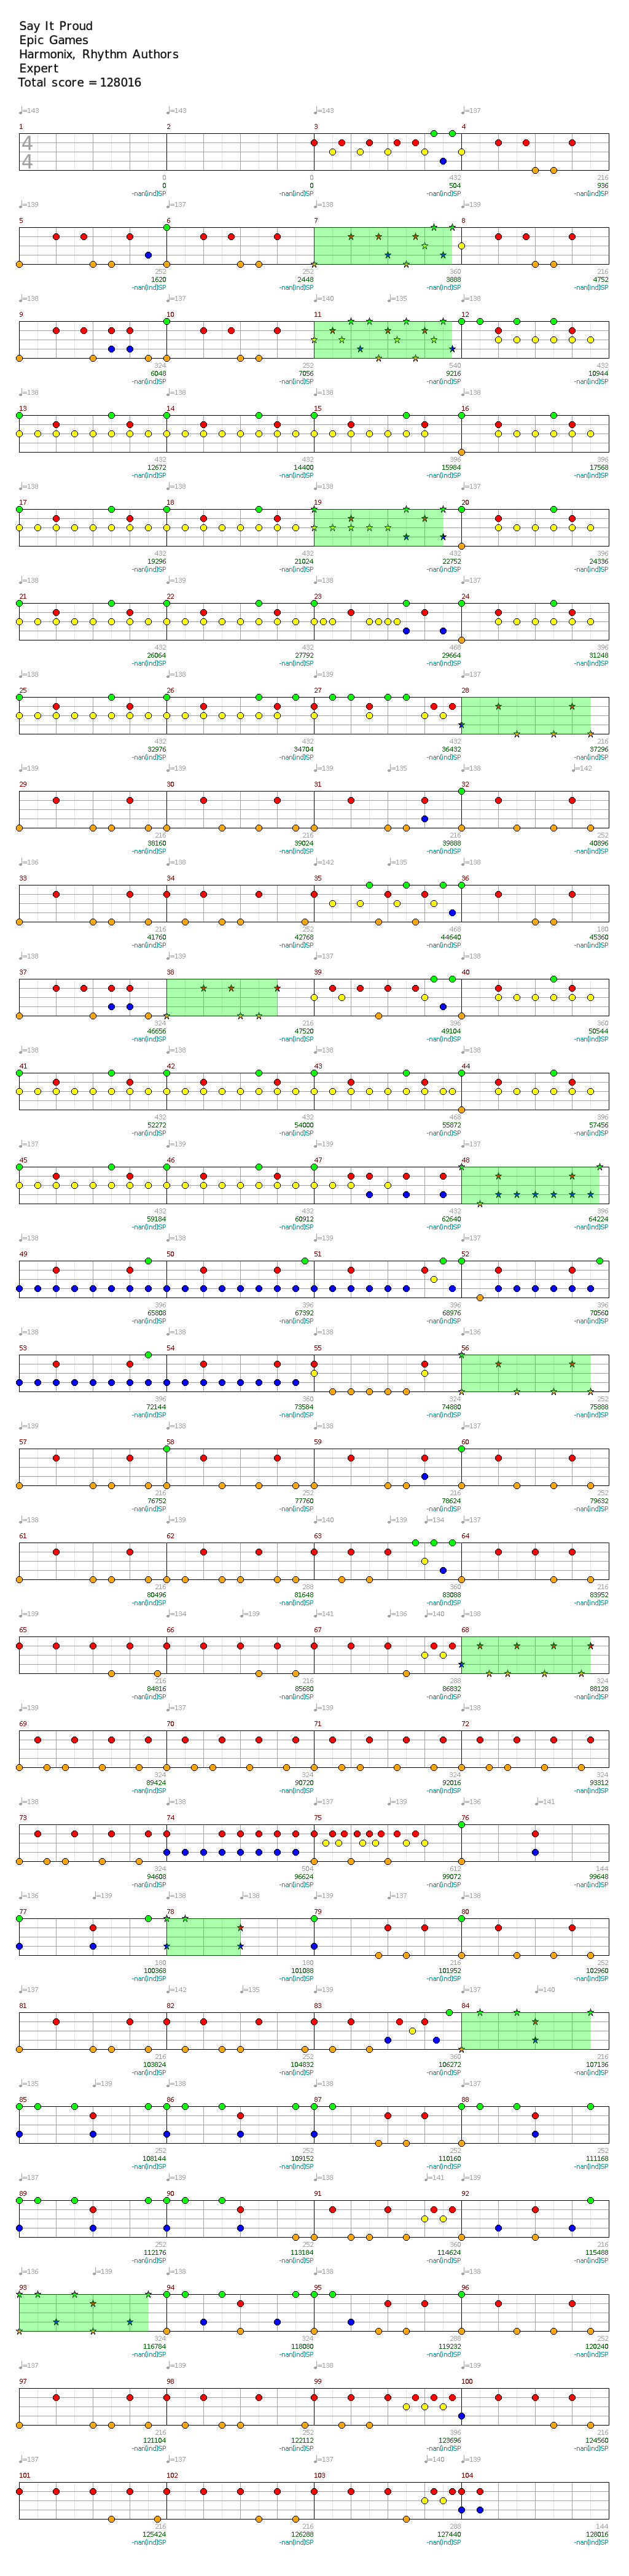 Say It Proud
Epic Games
Harmonix, Rhythm Authors
Expert
Total score = 128016
♩=143 ♩=143 ♩=143 ♩=137
1 2 3 4
4
4
0 0 504 216
0 0 504 936
-nan(ind)SP -nan(ind)SP -nan(ind)SP -nan(ind)SP
♩=139 ♩=137 ♩=138 ♩=137
5 6 7 8
252 252 360 216
1620 2448 3888 4752
-nan(ind)SP -nan(ind)SP -nan(ind)SP -nan(ind)SP
♩=138 ♩=137 ♩=140 ♩=135 ♩=138
9 10 11 12
324 252 540 432
6048 7056 9216 10944
-nan(ind)SP -nan(ind)SP -nan(ind)SP -nan(ind)SP
♩=138 ♩=138 ♩=138 ♩=138
13 14 15 16
432 432 396 396
12672 14400 15984 17568
-nan(ind)SP -nan(ind)SP -nan(ind)SP -nan(ind)SP
♩=138 ♩=138 ♩=138 ♩=137
17 18 19 20
432 432 432 396
19296 21024 22752 24336
-nan(ind)SP -nan(ind)SP -nan(ind)SP -nan(ind)SP
♩=138 ♩=139 ♩=139 ♩=137
21 22 23 24
432 432 468 396
26064 27792 29664 31248
-nan(ind)SP -nan(ind)SP -nan(ind)SP -nan(ind)SP
♩=138 ♩=138 ♩=139 ♩=137
25 26 27 28
432 432 432 216
32976 34704 36432 37296
-nan(ind)SP -nan(ind)SP -nan(ind)SP -nan(ind)SP
♩=139 ♩=139 ♩=139 ♩=135 ♩=137 ♩=142
29 30 31 32
216 216 216 252
38160 39024 39888 40896
-nan(ind)SP -nan(ind)SP -nan(ind)SP -nan(ind)SP
♩=136 ♩=138 ♩=142 ♩=135 ♩=138
33 34 35 36
216 252 468 180
41760 42768 44640 45360
-nan(ind)SP -nan(ind)SP -nan(ind)SP -nan(ind)SP
♩=138 ♩=139 ♩=137 ♩=138
37 38 39 40
324 216 396 360
46656 47520 49104 50544
-nan(ind)SP -nan(ind)SP -nan(ind)SP -nan(ind)SP
♩=138 ♩=138 ♩=138 ♩=138
41 42 43 44
432 432 468 396
52272 54000 55872 57456
-nan(ind)SP -nan(ind)SP -nan(ind)SP -nan(ind)SP
♩=137 ♩=139 ♩=139 ♩=137
45 46 47 48
432 432 432 396
59184 60912 62640 64224
-nan(ind)SP -nan(ind)SP -nan(ind)SP -nan(ind)SP
♩=138 ♩=138 ♩=139 ♩=138
49 50 51 52
396 396 396 396
65808 67392 68976 70560
-nan(ind)SP -nan(ind)SP -nan(ind)SP -nan(ind)SP
♩=138 ♩=138 ♩=138 ♩=136
53 54 55 56
396 360 324 252
72144 73584 74880 75888
-nan(ind)SP -nan(ind)SP -nan(ind)SP -nan(ind)SP
♩=139 ♩=138 ♩=139 ♩=137
57 58 59 60
216 252 216 252
76752 77760 78624 79632
-nan(ind)SP -nan(ind)SP -nan(ind)SP -nan(ind)SP
♩=138 ♩=139 ♩=140 ♩=139 ♩=134 ♩=137
61 62 63 64
216 288 360 216
80496 81648 83088 83952
-nan(ind)SP -nan(ind)SP -nan(ind)SP -nan(ind)SP
♩=139 ♩=134 ♩=139 ♩=141 ♩=136 ♩=140 ♩=138
65 66 67 68
216 216 288 324
84816 85680 86832 88128
-nan(ind)SP -nan(ind)SP -nan(ind)SP -nan(ind)SP
♩=139 ♩=137 ♩=139 ♩=138
69 70 71 72
324 324 324 324
89424 90720 92016 93312
-nan(ind)SP -nan(ind)SP -nan(ind)SP -nan(ind)SP
♩=138 ♩=138 ♩=137 ♩=139 ♩=136 ♩=141
73 74 75 76
324 504 612 144
94608 96624 99072 99648
-nan(ind)SP -nan(ind)SP -nan(ind)SP -nan(ind)SP
♩=136 ♩=139 ♩=138 ♩=138 ♩=139 ♩=137 ♩=138
77 78 79 80
180 180 216 252
100368 101088 101952 102960
-nan(ind)SP -nan(ind)SP -nan(ind)SP -nan(ind)SP
♩=137 ♩=142 ♩=135 ♩=139 ♩=137 ♩=140
81 82 83 84
216 252 360 216
103824 104832 106272 107136
-nan(ind)SP -nan(ind)SP -nan(ind)SP -nan(ind)SP
♩=135 ♩=139 ♩=138 ♩=138 ♩=137
85 86 87 88
252 252 252 252
108144 109152 110160 111168
-nan(ind)SP -nan(ind)SP -nan(ind)SP -nan(ind)SP
♩=137 ♩=139 ♩=138 ♩=141 ♩=139
89 90 91 92
252 252 360 216
112176 113184 114624 115488
-nan(ind)SP -nan(ind)SP -nan(ind)SP -nan(ind)SP
♩=136 ♩=139 ♩=138 ♩=138 ♩=139
93 94 95 96
324 324 288 252
116784 118080 119232 120240
-nan(ind)SP -nan(ind)SP -nan(ind)SP -nan(ind)SP
♩=137 ♩=139 ♩=138 ♩=139
97 98 99 100
216 252 396 216
121104 122112 123696 124560
-nan(ind)SP -nan(ind)SP -nan(ind)SP -nan(ind)SP
♩=137 ♩=137 ♩=137 ♩=140 ♩=139
101 102 103 104
216 216 288 144
125424 126288 127440 128016
-nan(ind)SP -nan(ind)SP -nan(ind)SP -nan(ind)SP